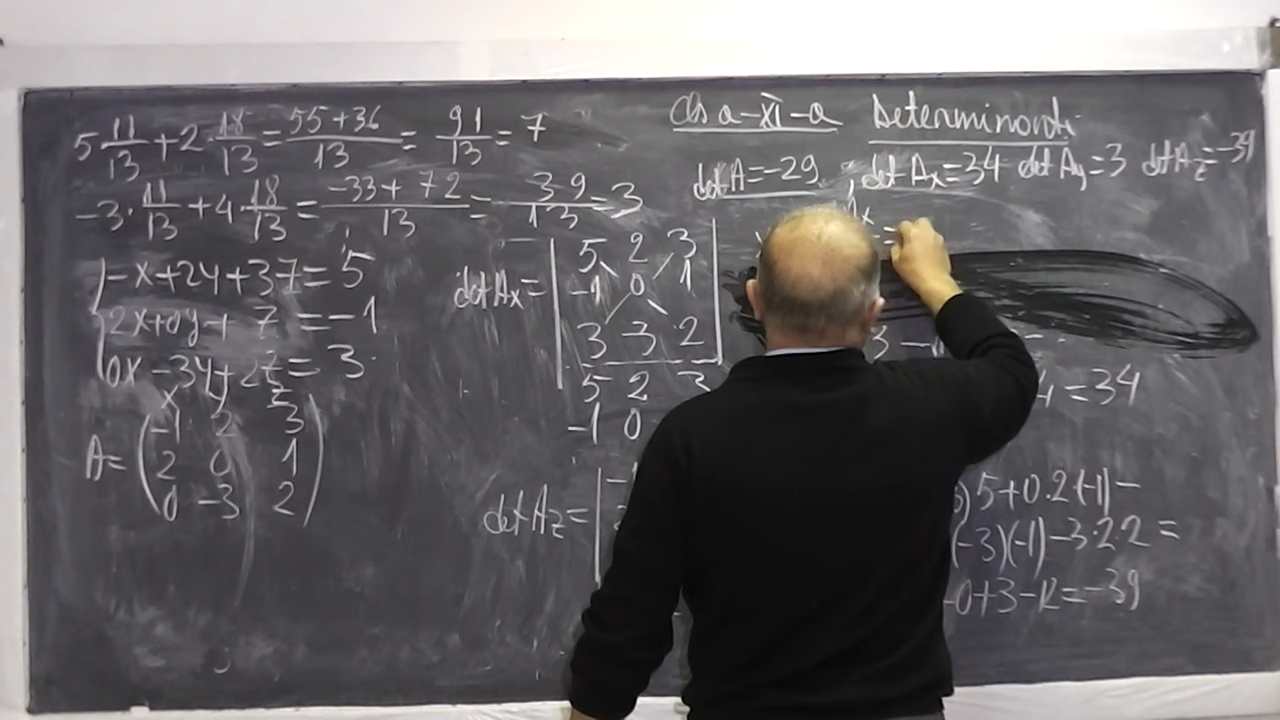 cls a-XI-a Determinanti
5·11/13+2·18/13=55+36/13=91/13=7
det A=-29 det Ax=34 det Ay=3 det Az=-39
-3·11/13+4·18/13=-33+72/13=39/13=3
-x+2y+3z=5
2x+0y+z=-1
0x-3y+2z=3
det Ax= 5 2 3
-1 0 1
3 -3 2
5 2 3
-1 0
=34
x y z
A= -1 2 3
2 0 1
0 -3 2
det Az=
5+0·2(-1)-
(-3)(-1)-3·2·2=
-0+3-12=-39